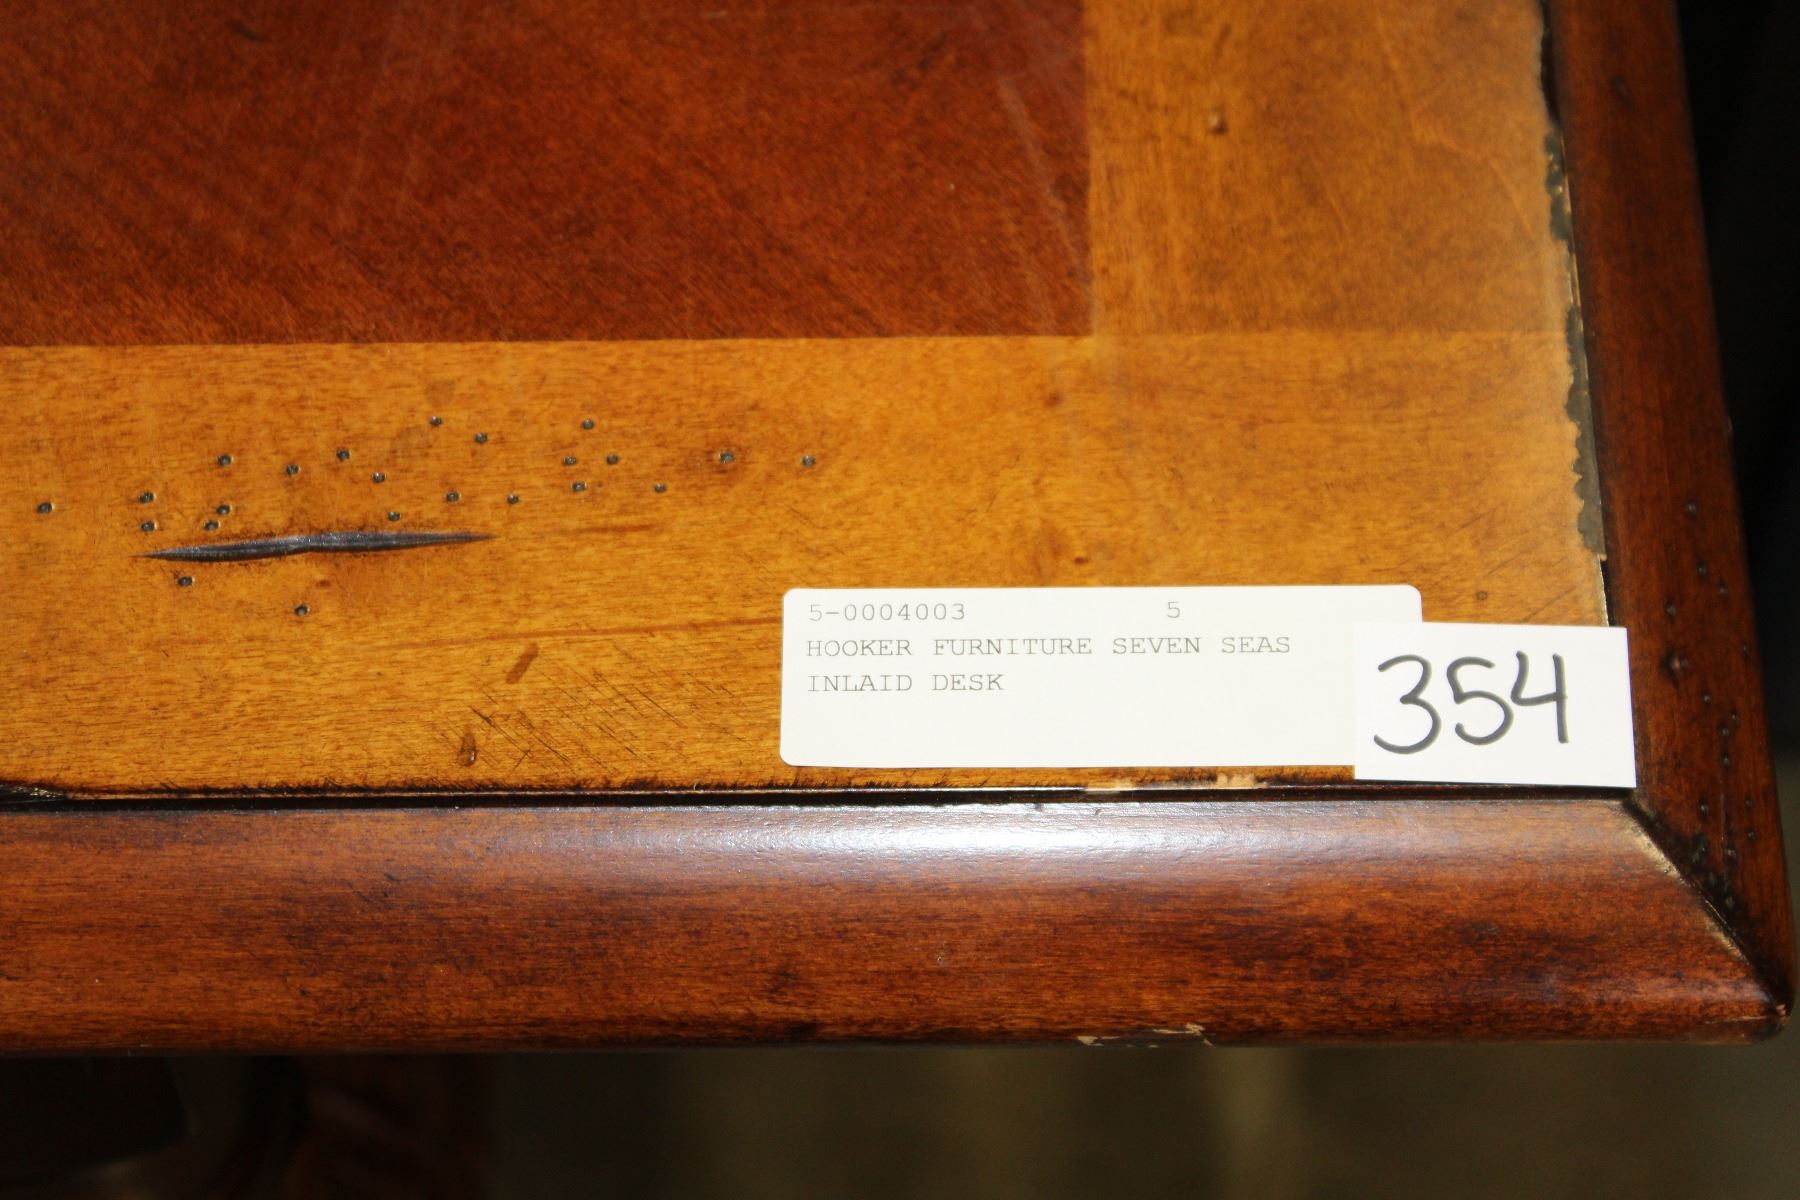 5-0004003 5
HOOKER FURNITURE SEVEN SEAS
INLAID DESK
354